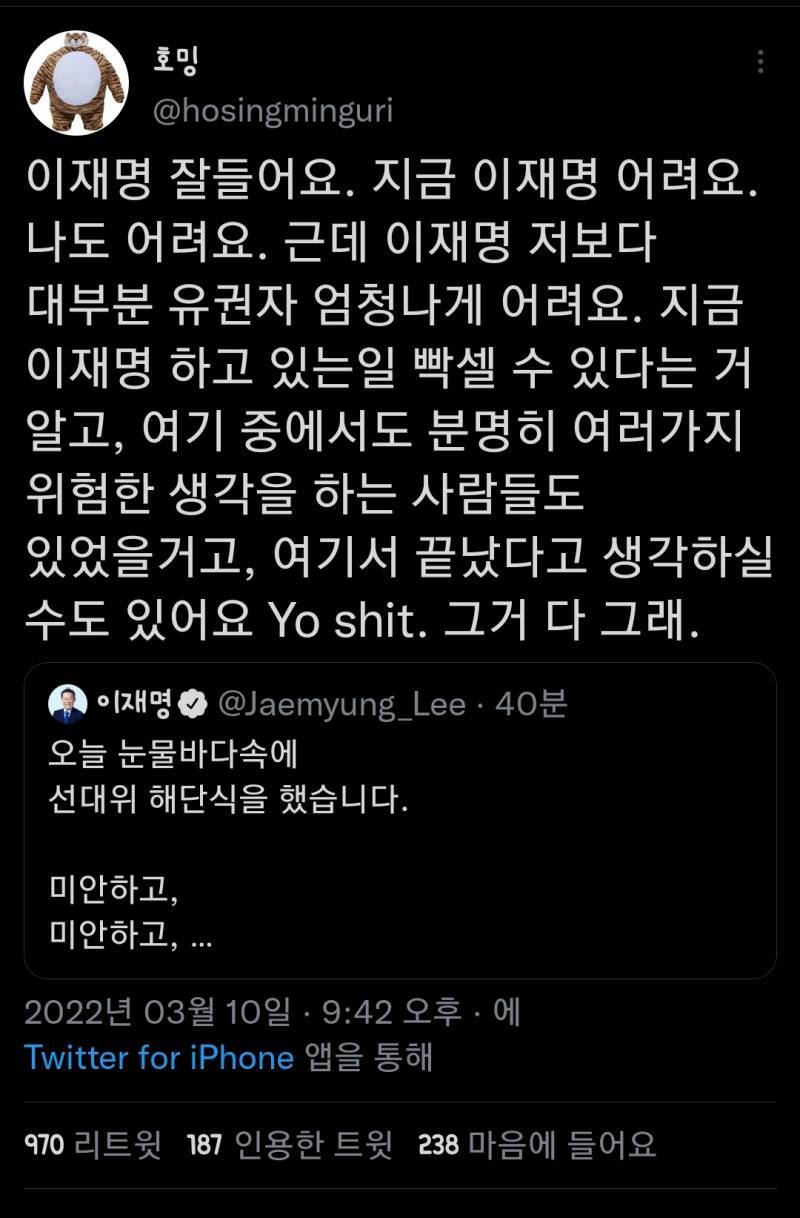 호밍
@hosingminguri
이재명 잘들어요. 지금 이재명 어려요.
나도 어려요. 근데 이재명 저보다
대부분 유권자 엄청나게 어려요. 지금
이재명 하고 있는일 빡셀 수 있다는 거
알고, 여기 중에서도 분명히 여러가지
위험한 생각을 하는 사람들도
있었을거고, 여기서 끝났다고 생각하실
수도 있어요 Yo shit. 그거 다 그래.
이재명 @Jaemyung_Lee · 40분
오늘 눈물바다속에
선대위 해단식을 했습니다.
미안하고,
미안하고, ...
2022년 03월 10일 · 9:42 오후 · 에
Twitter for iPhone 앱을 통해
970 리트윗 187 인용한 트윗 238 마음에 들어요